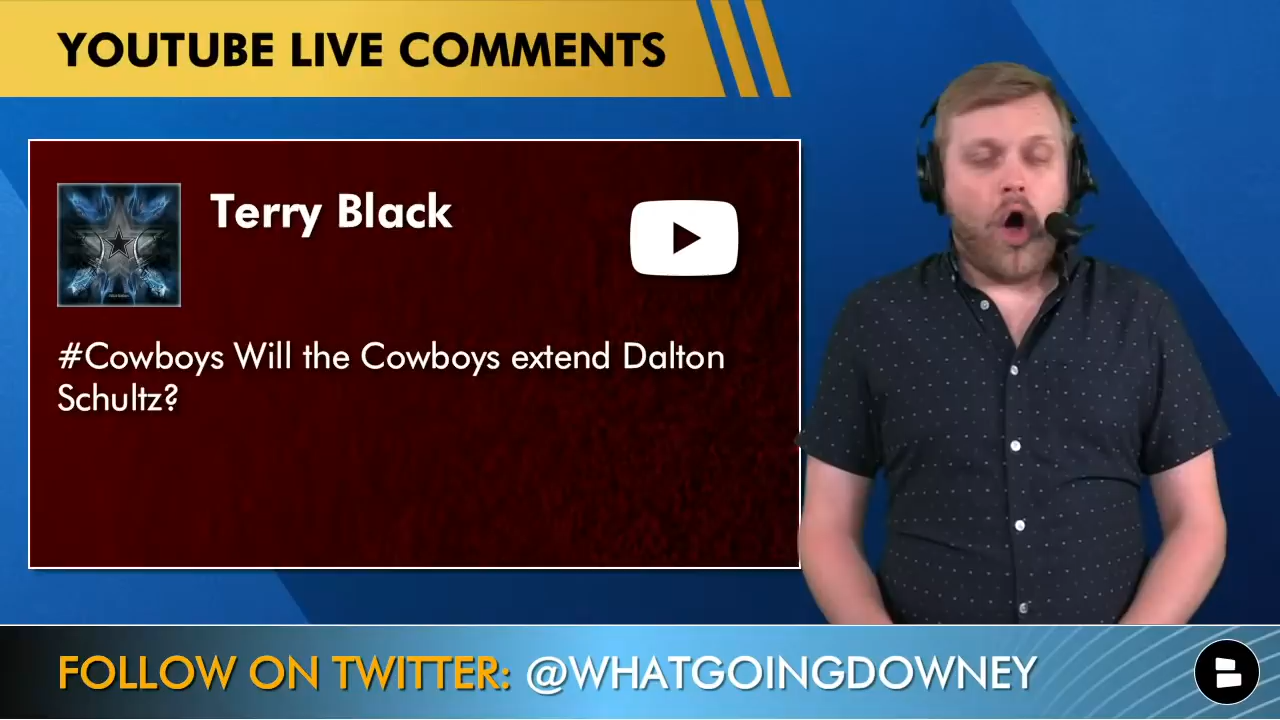 YOUTUBE LIVE COMMENTS
Terry Black
#Cowboys Will the Cowboys extend Dalton
Schultz?
FOLLOW ON TWITTER: @WHATGOINGDOWNEY